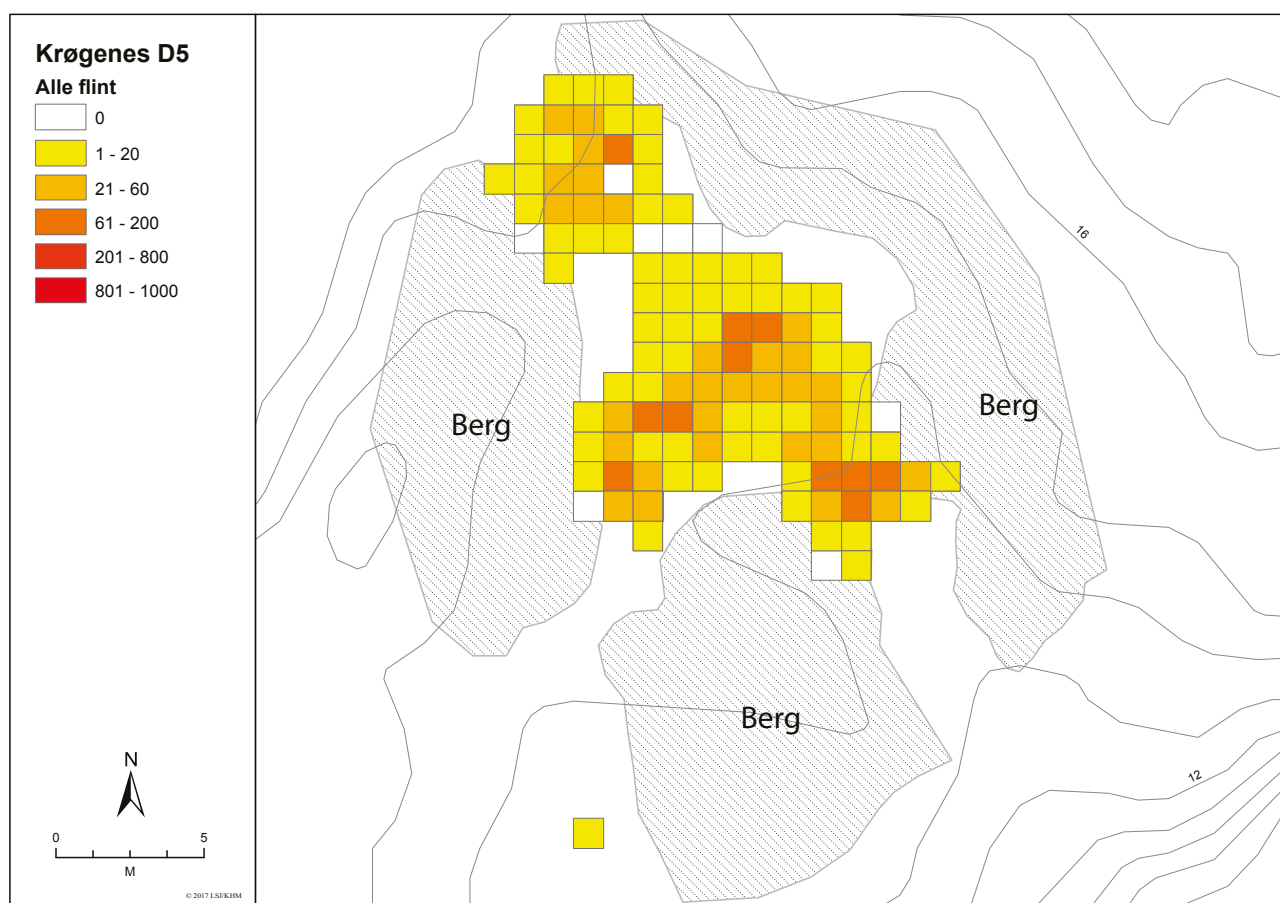 Krøgenes D5
Alle flint
0
1 - 20
21 - 60
61 - 200
201 - 800
801 - 1000
16
Berg
Berg
Berg
12
N
0 5
M
© 2017 LSJ/KHM